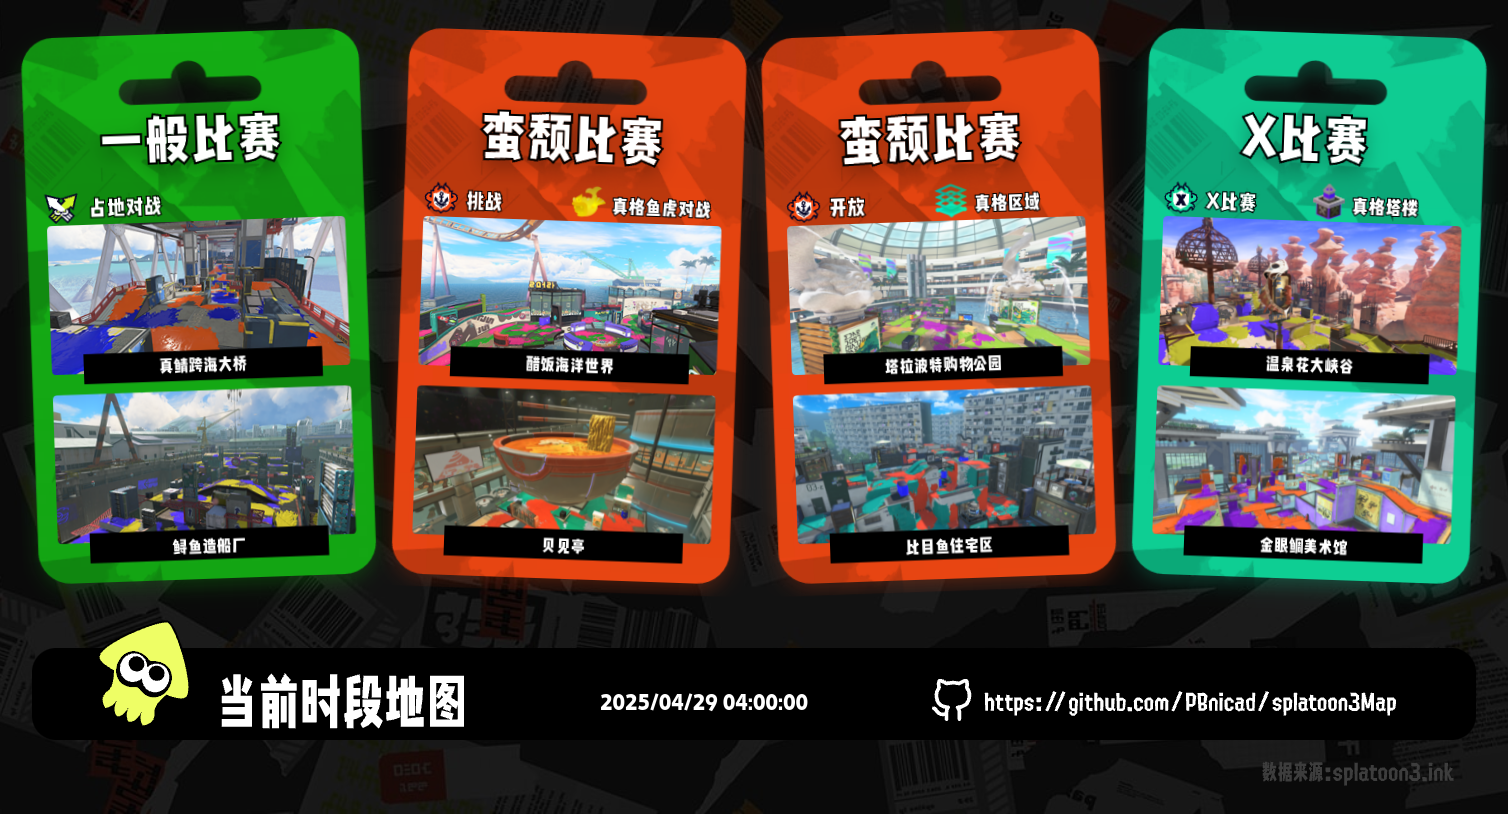 一般比赛
占地对战
真鲷跨海大桥
鲟鱼造船厂
蛮颓比赛
挑战
真格鱼虎对战
醋饭海洋世界
贝见亭
蛮颓比赛
开放
真格区域
塔拉波特购物公园
比目鱼住宅区
X比赛
X比赛
真格塔楼
温泉花大峡谷
金眼鲷美术馆
当前时段地图
2025/04/29 04:00:00
https://github.com/PBnicad/splatoon3Map
数据来源:splatoon3.ink